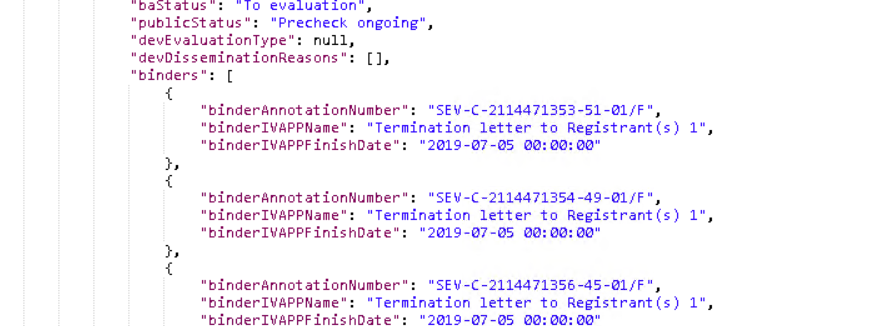 "baStatus": "To evaluation",
"publicStatus": "Precheck ongoing",
"devEvaluationType": null,
"devDisseminationReasons": [],
"binders": [
{
"binderAnnotationNumber": "SEV-C-2114471353-51-01/F",
"binderIVAPPName": "Termination letter to Registrant(s) 1",
"binderIVAPPFinishDate": "2019-07-05 00:00:00"
},
{
"binderAnnotationNumber": "SEV-C-2114471354-49-01/F",
"binderIVAPPName": "Termination letter to Registrant(s) 1",
"binderIVAPPFinishDate": "2019-07-05 00:00:00"
},
{
"binderAnnotationNumber": "SEV-C-2114471356-45-01/F",
"binderIVAPPName": "Termination letter to Registrant(s) 1",
"binderIVAPPFinishDate": "2019-07-05 00:00:00"